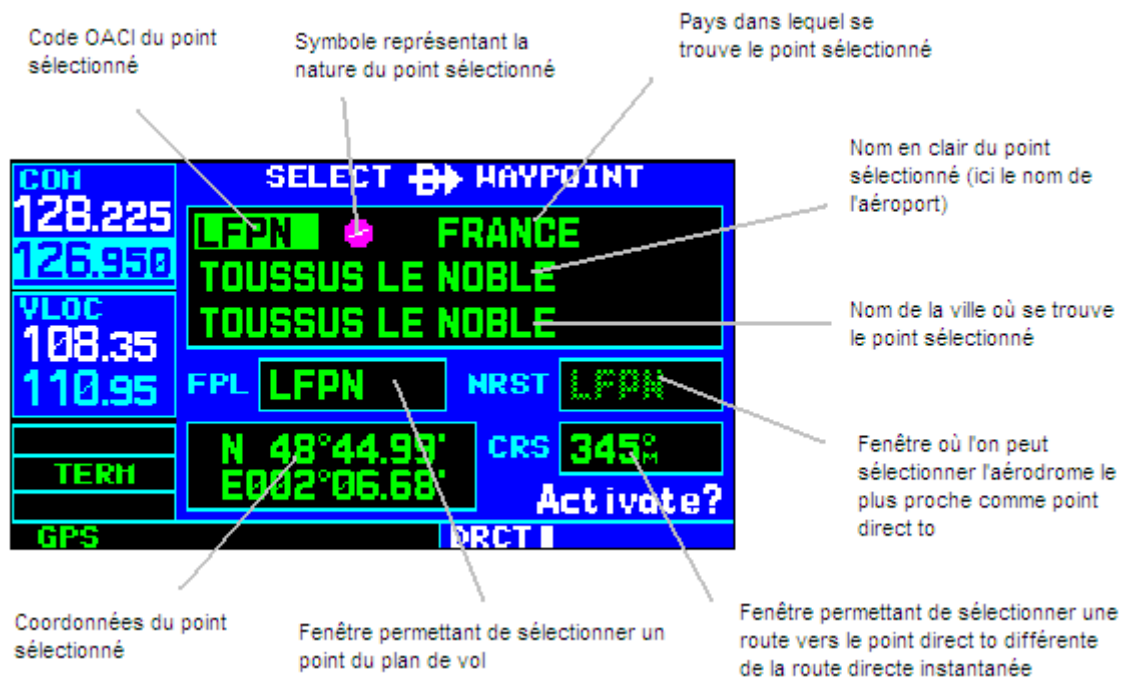 Code OACI du point
sélectionné
Symbole représentant la
nature du point sélectionné
Pays dans lequel se
trouve le point sélectionné
Nom en clair du point
sélectionné (ici le nom de
l'aéroport)
Nom de la ville où se trouve
le point sélectionné
Fenêtre où l'on peut
sélectionner l'aérodrome le
plus proche comme point
direct to
COM
128.225
126.950
VLOC
108.35
110.95
TERM
GPS
SELECT D WAYPOINT
LFPN FRANCE
TOUSSUS LE NOBLE
TOUSSUS LE NOBLE
FPL LFPN NRST LFPN
N 48°44.99'
E002°06.68'
CRS 345°M
Activate?
DRCT
Coordonnées du point
sélectionné
Fenêtre permettant de sélectionner un
point du plan de vol
Fenêtre permettant de sélectionner une
route vers le point direct to différente
de la route directe instantanée